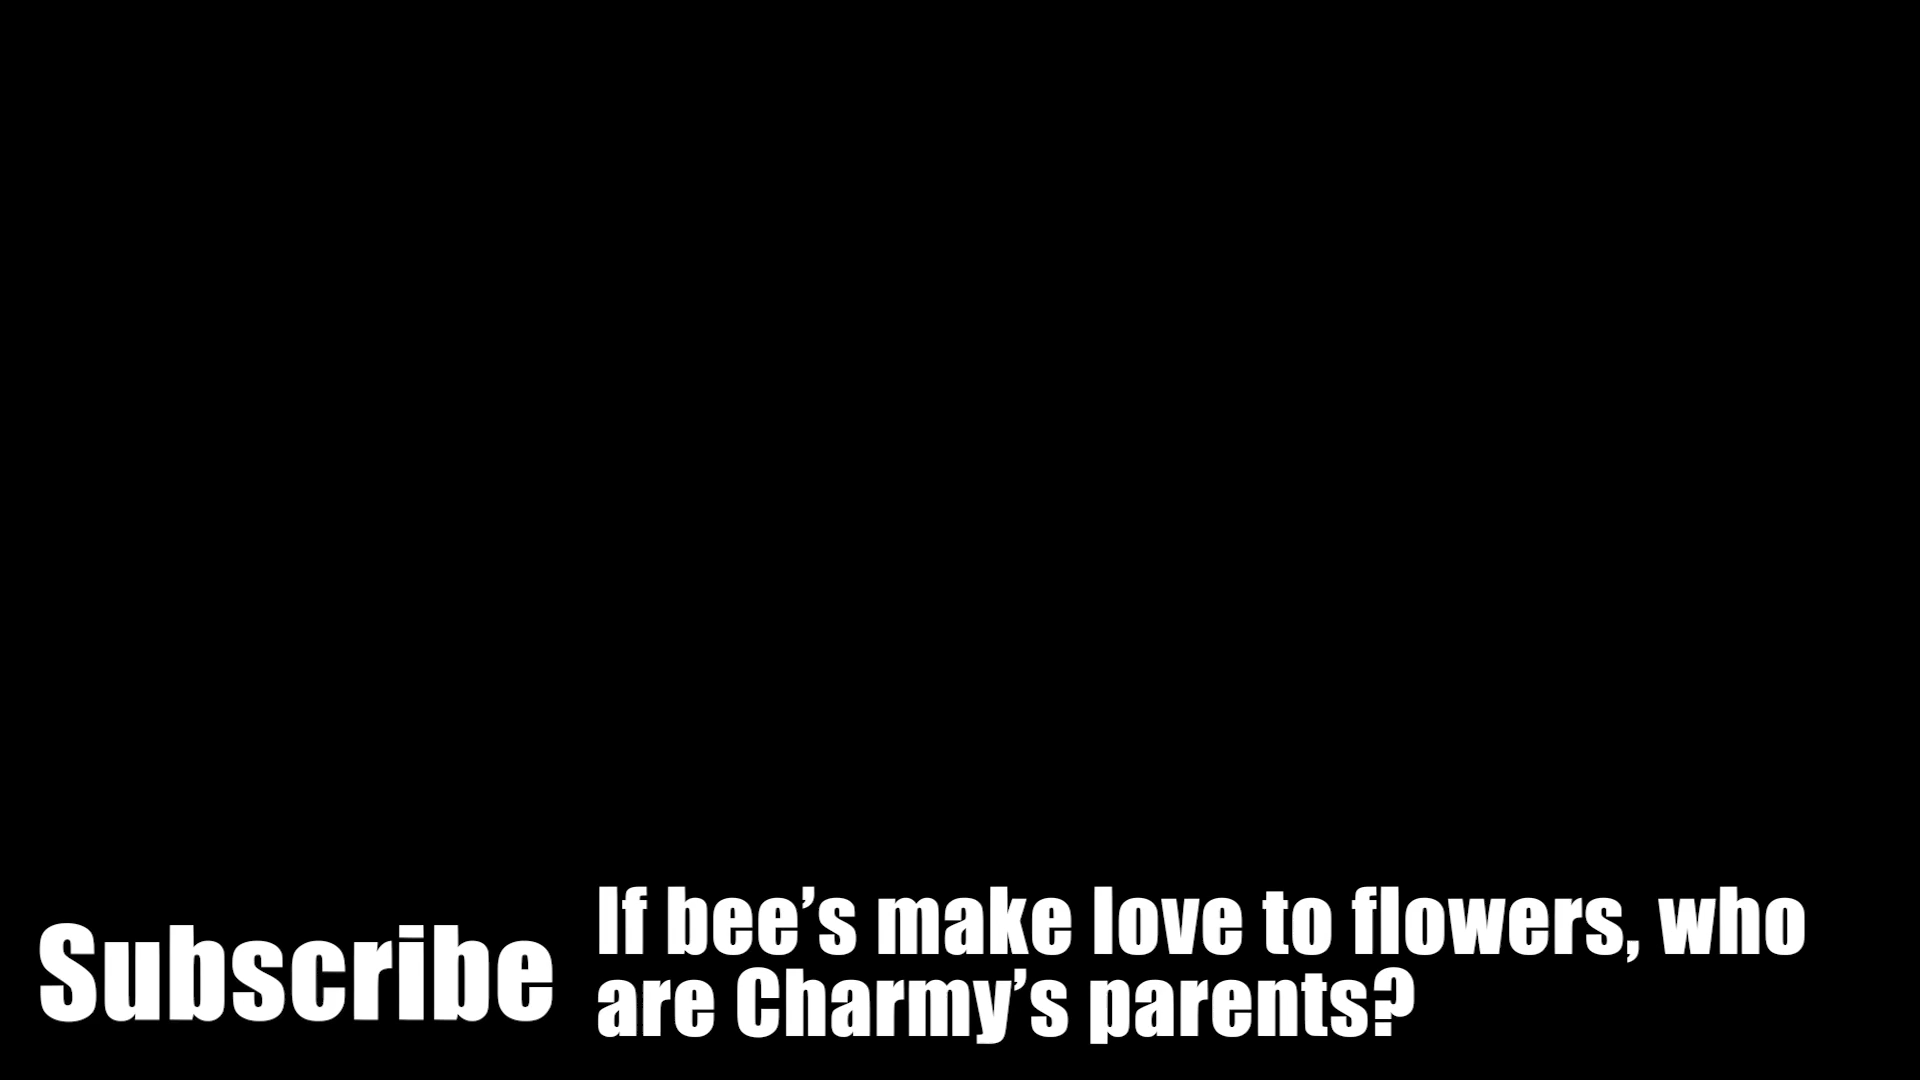 Subscribe
If bee’s make love to flowers, who
are Charmy’s parents?